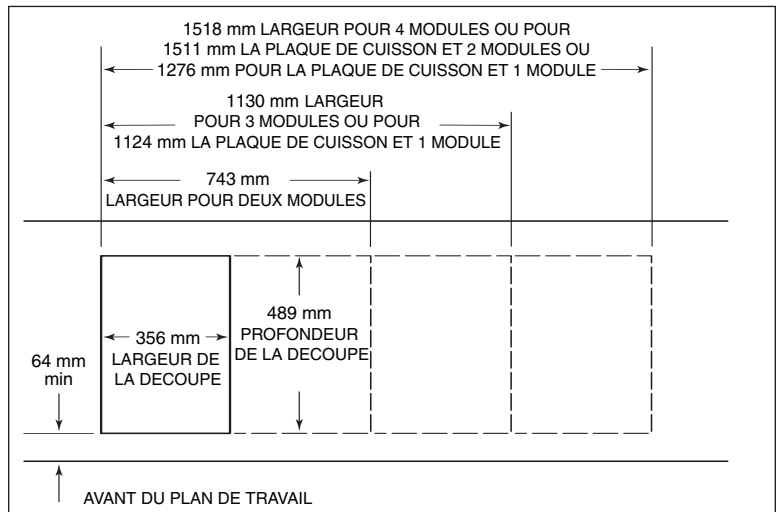 1518 mm LARGEUR POUR 4 MODULES OU POUR
1511 mm LA PLAQUE DE CUISSON ET 2 MODULES OU
1276 mm POUR LA PLAQUE DE CUISSON ET 1 MODULE
1130 mm LARGEUR
POUR 3 MODULES OU POUR
1124 mm LA PLAQUE DE CUISSON ET 1 MODULE
743 mm
LARGEUR POUR DEUX MODULES
356 mm
LARGEUR DE
LA DECOUPE
489 mm
PROFONDEUR
DE LA DECOUPE
64 mm
min
AVANT DU PLAN DE TRAVAIL